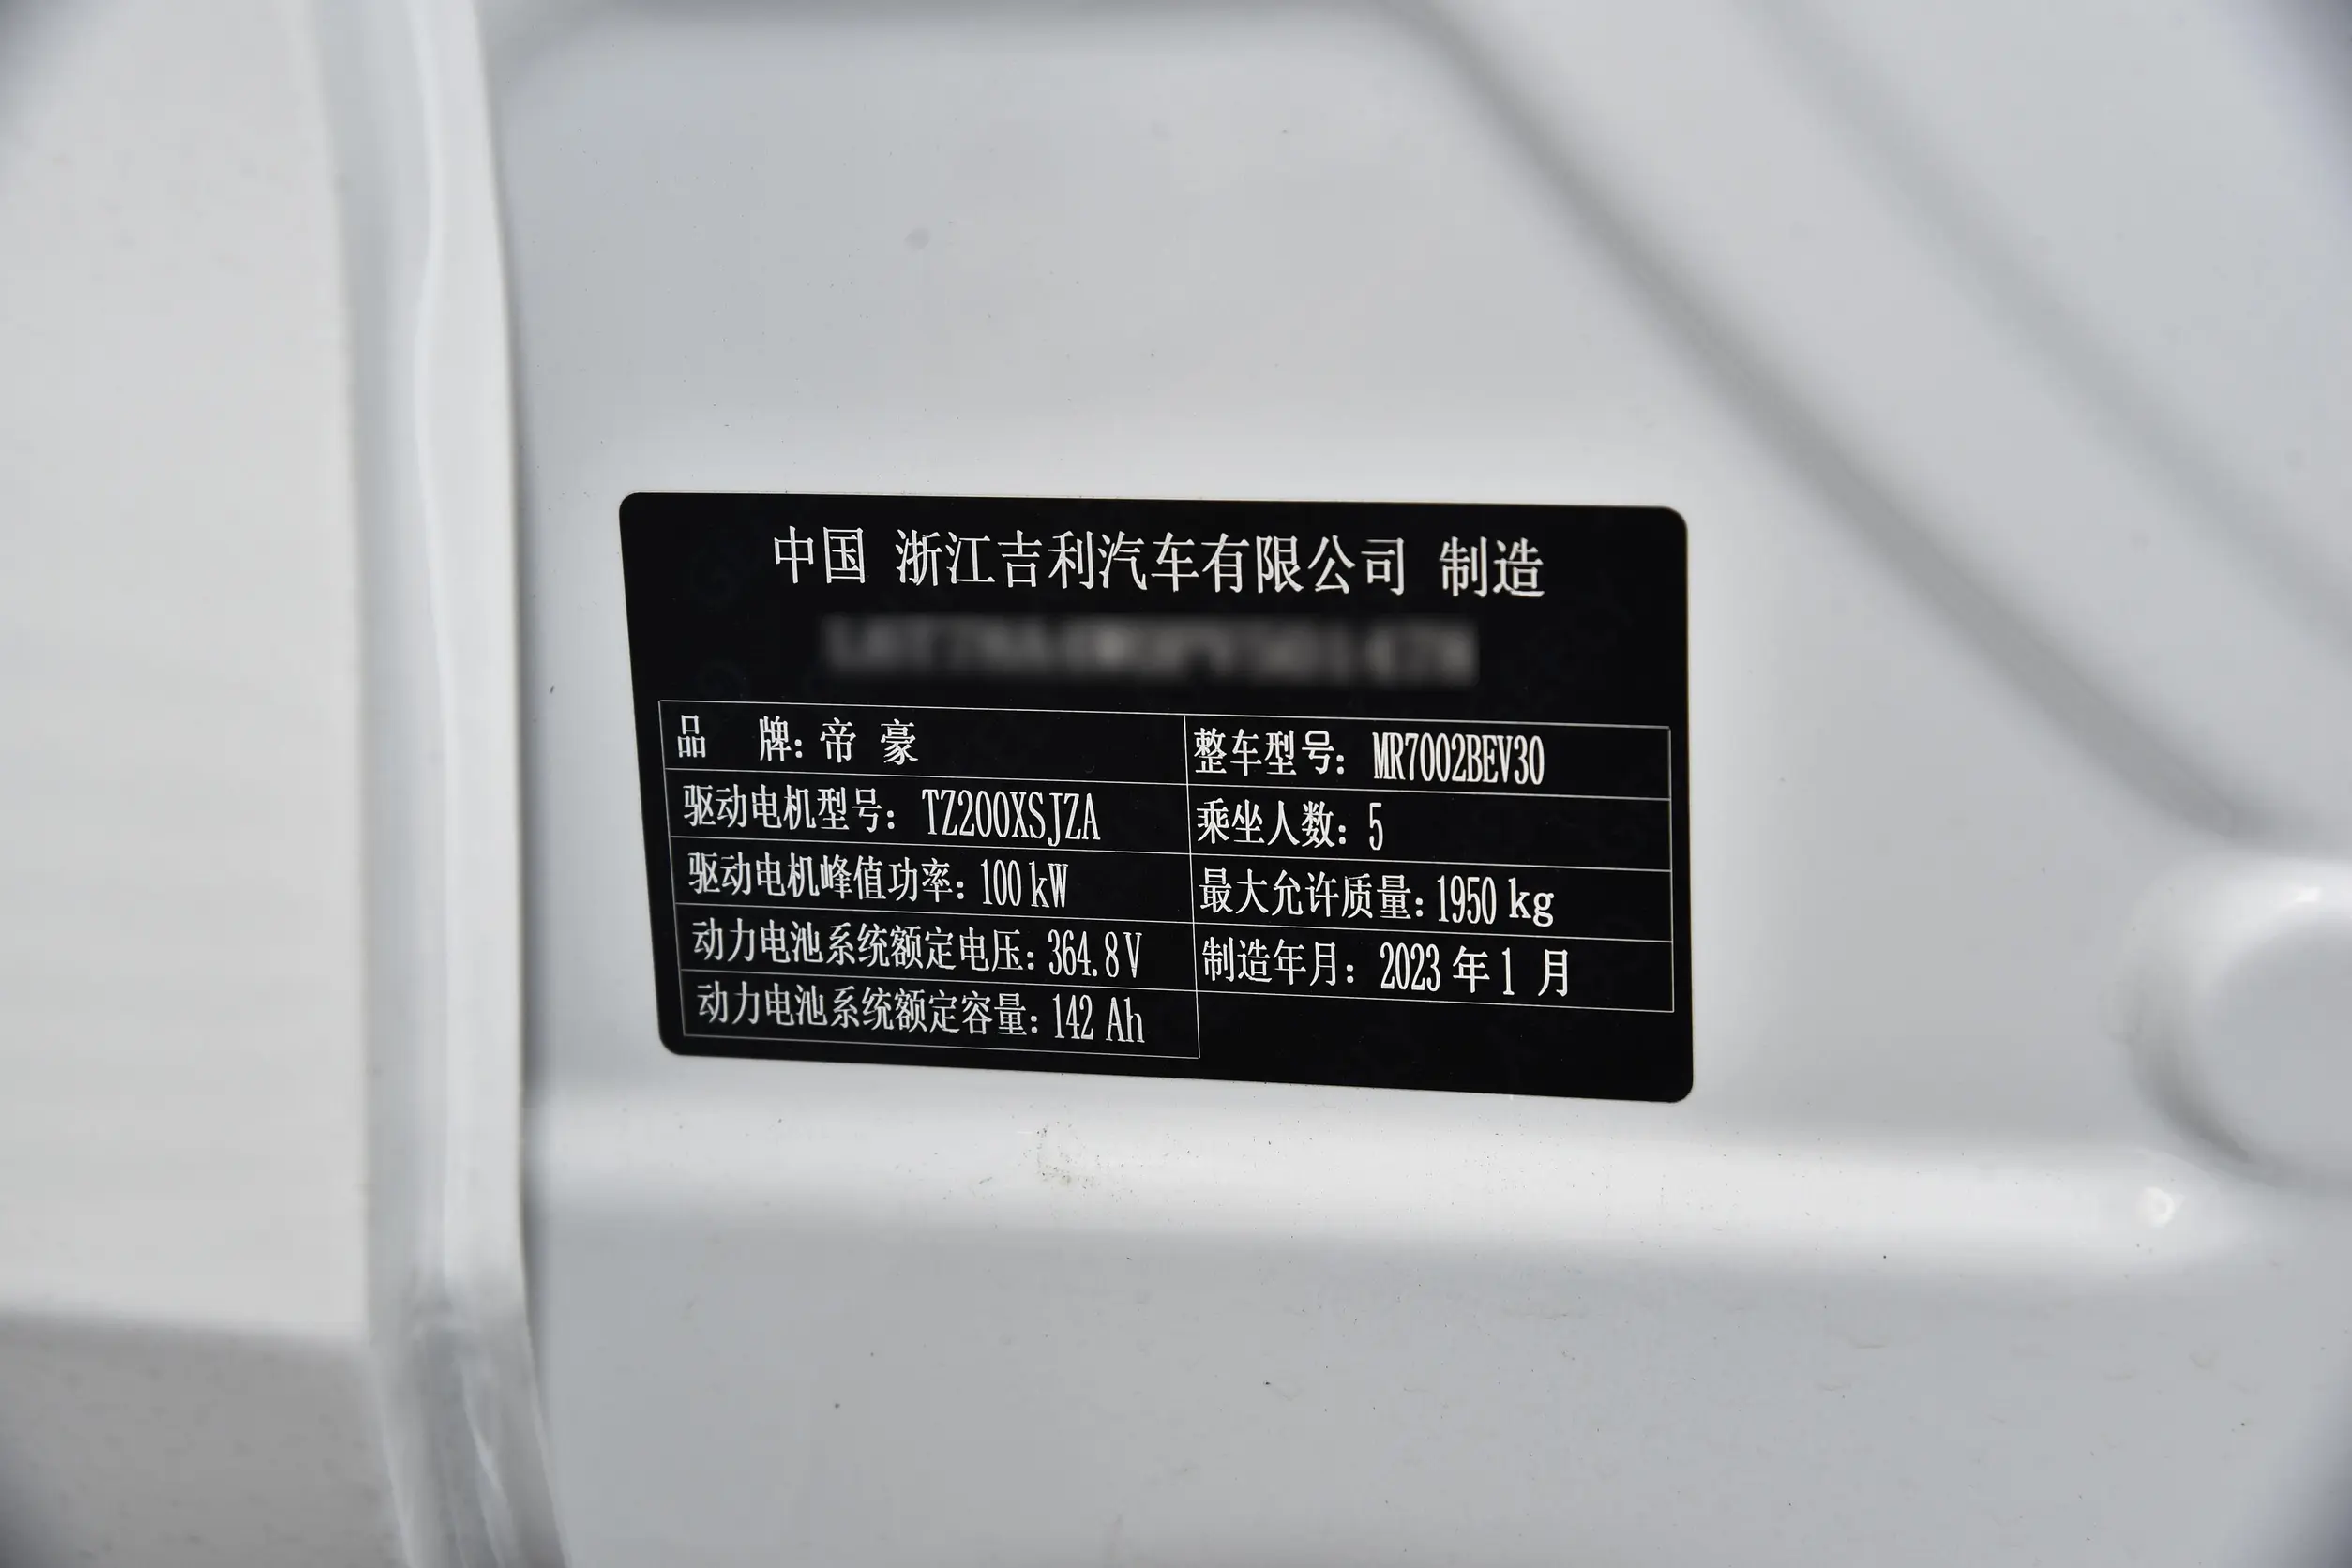 中国 浙江吉利汽车有限公司 制造
品 牌: 帝 豪 整车型号: MR7002BEV30
驱动电机型号: TZ200XSJZA 乘坐人数: 5
驱动电机峰值功率: 100 kW 最大允许质量: 1950 kg
动力电池系统额定电压: 364.8V 制造年月: 2023 年 1 月
动力电池系统额定容量: 142 Ah